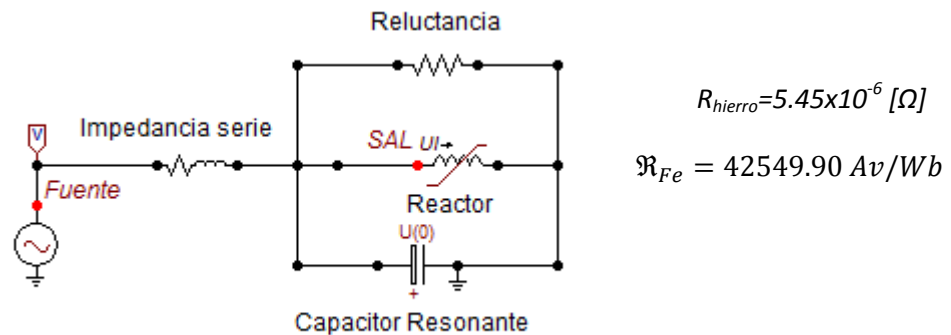 Reluctancia
R_hierro=5.45x10^-6 [Ω]
V
Impedancia serie
SAL UI
ℜ_Fe = 42549.90 Av/Wb
Fuente
Reactor
U(0)
+
Capacitor Resonante